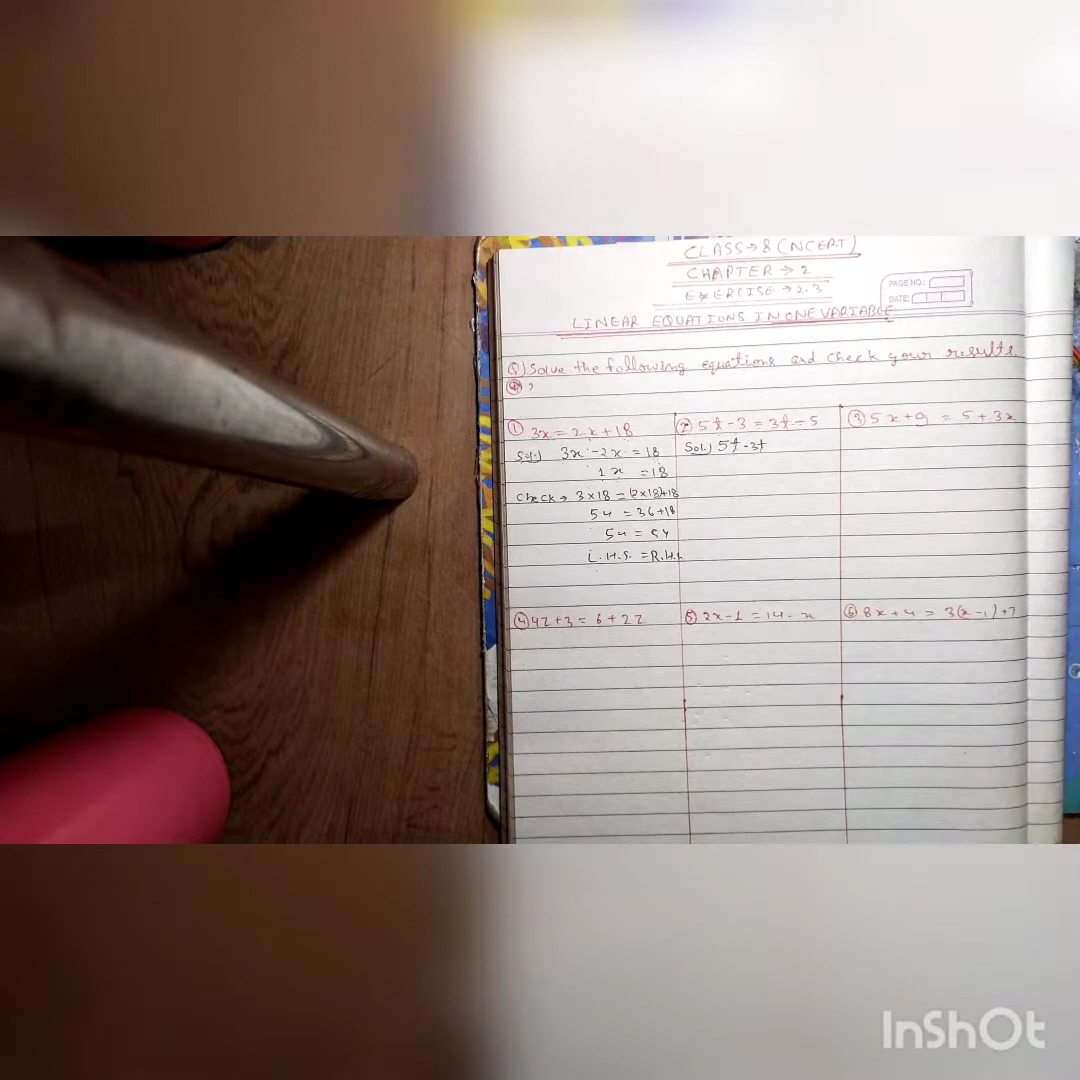 CLASS → 8 (NCERT)
CHAPTER → 2
EXERCISE → 2.3
PAGE NO.:
DATE:
LINEAR EQUATIONS IN ONE VARIABLE
Q) Solve the following equations and check your results.
① 3x = 2x + 18
Sol.) 3x - 2x = 18
1x = 18
Check → 3×18 = (2×18)+18
54 = 36+18
54 = 54
L.H.S. = R.H.S
② 5t - 3 = 3t - 5
Sol.) 5t - 3t
③ 5x + 9 = 5 + 3x
④ 4z + 3 = 6 + 2z
⑤ 2x - 1 = 14 - x
⑥ 8x + 4 = 3(x - 1) + 7
InShOt